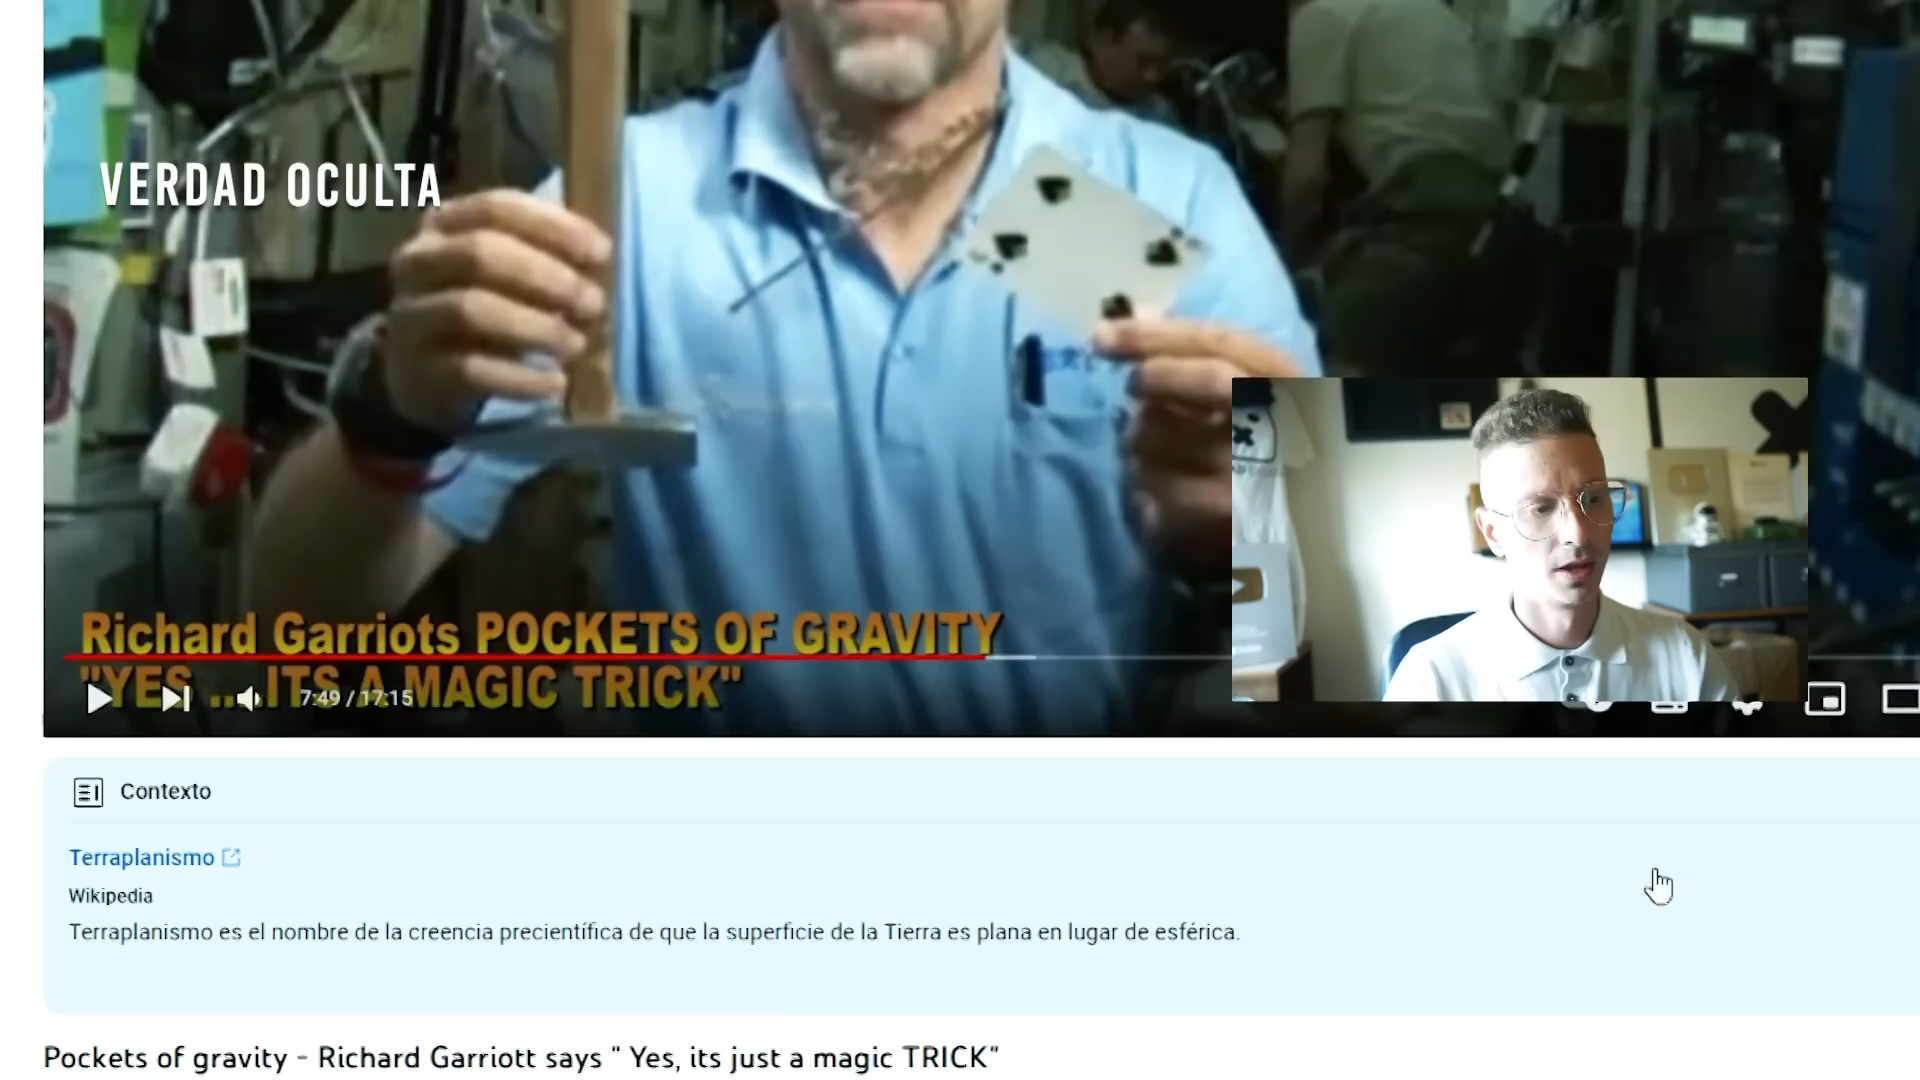 VERDAD OCULTA
Richard Garriots POCKETS OF GRAVITY
"YES ... ITS A MAGIC TRICK"
7:49 / 17:15
Contexto
Terraplanismo
Wikipedia
Terraplanismo es el nombre de la creencia precientífica de que la superficie de la Tierra es plana en lugar de esférica.
Pockets of gravity - Richard Garriott says " Yes, its just a magic TRICK"